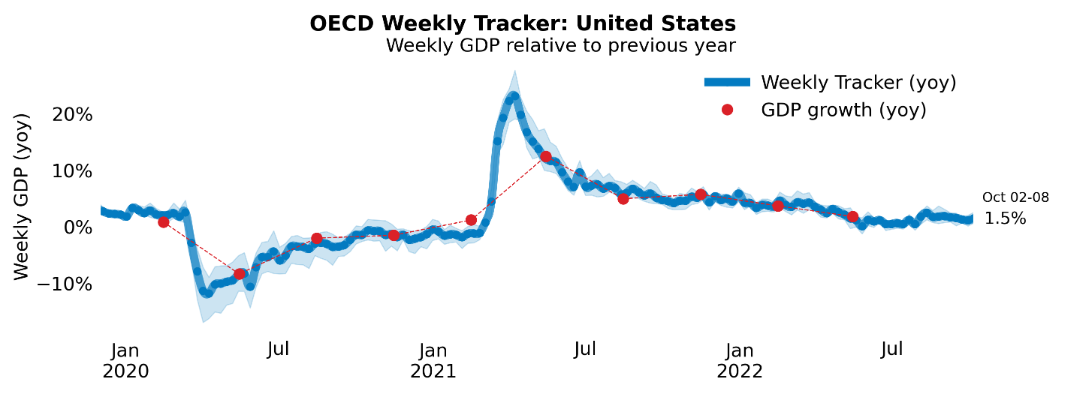 OECD Weekly Tracker: United States
Weekly GDP relative to previous year
Weekly Tracker (yoy)
GDP growth (yoy)
Weekly GDP (yoy)
20%
10%
0%
−10%
Oct 02-08
1.5%
Jan
2020
Jul
Jan
2021
Jul
Jan
2022
Jul